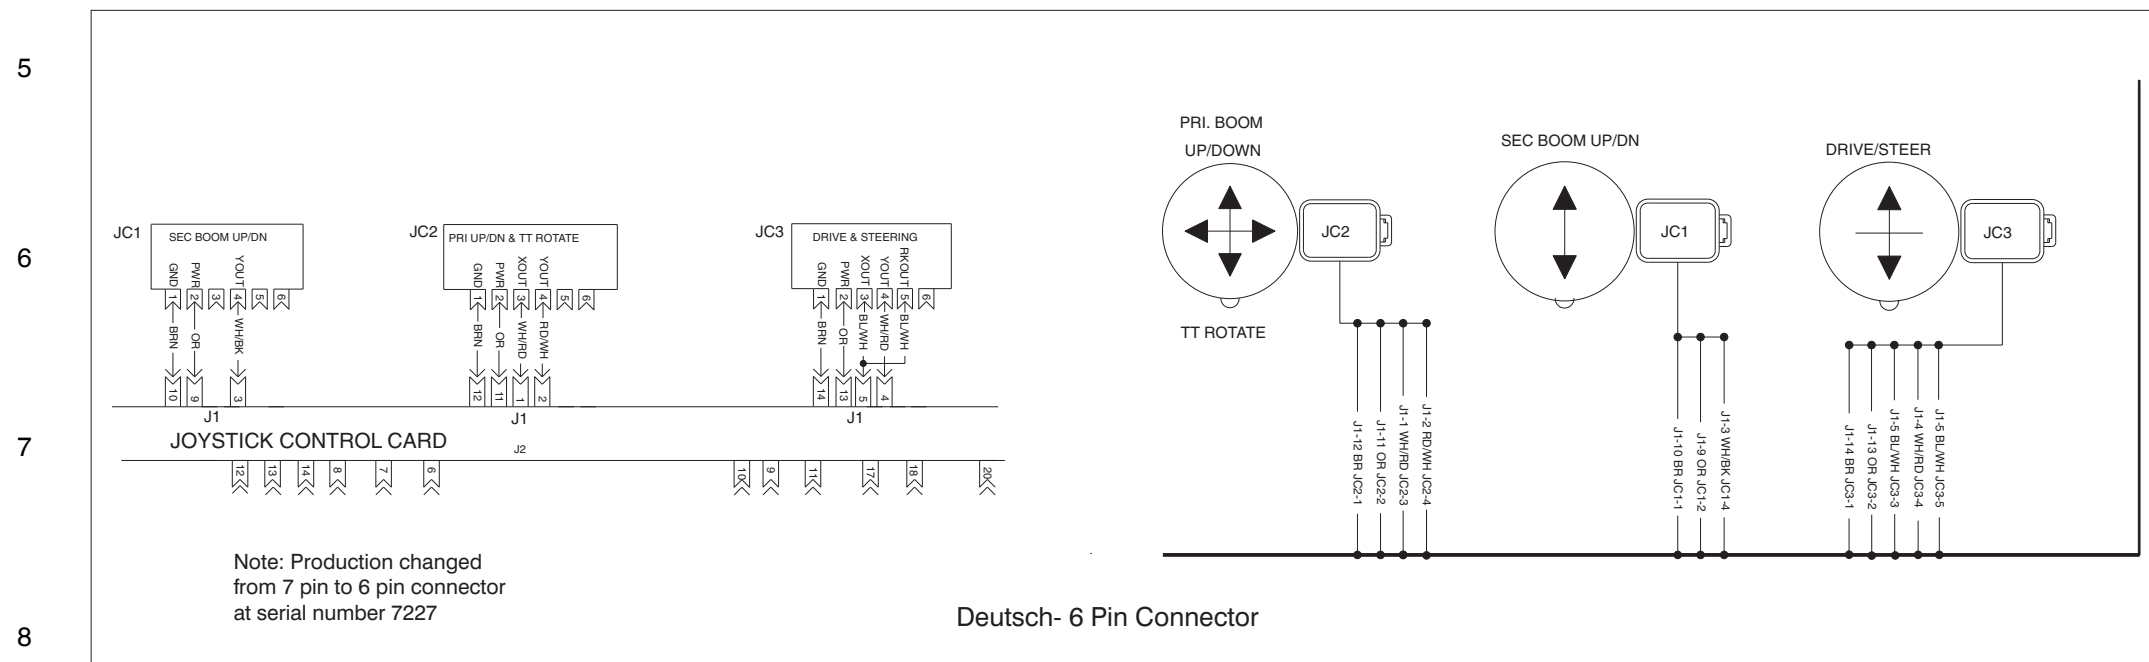 5
6
7
8
JC1
SEC BOOM UP/DN
GND
PWR
YOUT
1
2
3
4
5
6
BRN
OR
WH/BK
10
9
3
J1
JC2
PRI UP/DN & TT ROTATE
GND
PWR
XOUT
YOUT
1
2
3
4
5
6
BRN
OR
WH/RD
RD/WH
12
11
1
2
J1
JC3
DRIVE & STEERING
GND
PWR
XOUT
YOUT
RKOUT
1
2
3
4
5
6
BRN
OR
BL/WH
WH/RD
BL/WH
14
13
5
4
J1
JOYSTICK CONTROL CARD
J2
12
13
14
8
7
6
10
9
11
17
18
20
Note: Production changed
from 7 pin to 6 pin connector
at serial number 7227
PRI. BOOM
UP/DOWN
JC2
TT ROTATE
J1-12 BR JC2-1
J1-11 OR JC2-2
J1-1 WH/RD JC2-3
J1-2 RD/WH JC2-4
SEC BOOM UP/DN
JC1
J1-10 BR JC1-1
J1-9 OR JC1-2
J1-3 WH/BK JC1-4
DRIVE/STEER
JC3
J1-14 BR JC3-1
J1-13 OR JC3-2
J1-5 BL/WH JC3-3
J1-4 WH/RD JC3-4
J1-5 BL/WH JC3-5
Deutsch- 6 Pin Connector